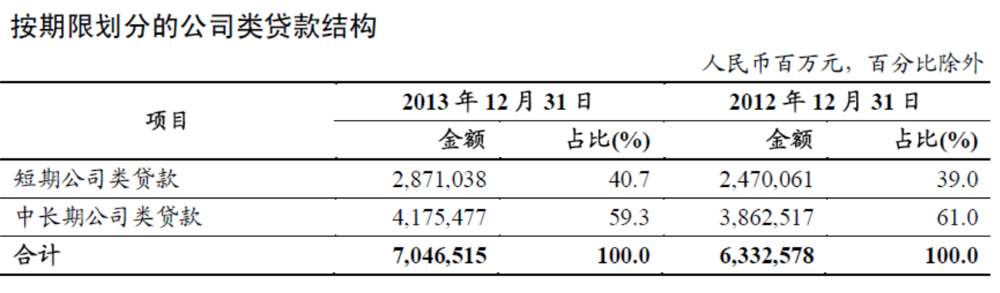 按期限划分的公司类贷款结构
人民币百万元，百分比除外
项目 2013 年 12 月 31 日 2012 年 12 月 31 日
金额 占比(%) 金额 占比(%)
短期公司类贷款 2,871,038 40.7 2,470,061 39.0
中长期公司类贷款 4,175,477 59.3 3,862,517 61.0
合计 7,046,515 100.0 6,332,578 100.0